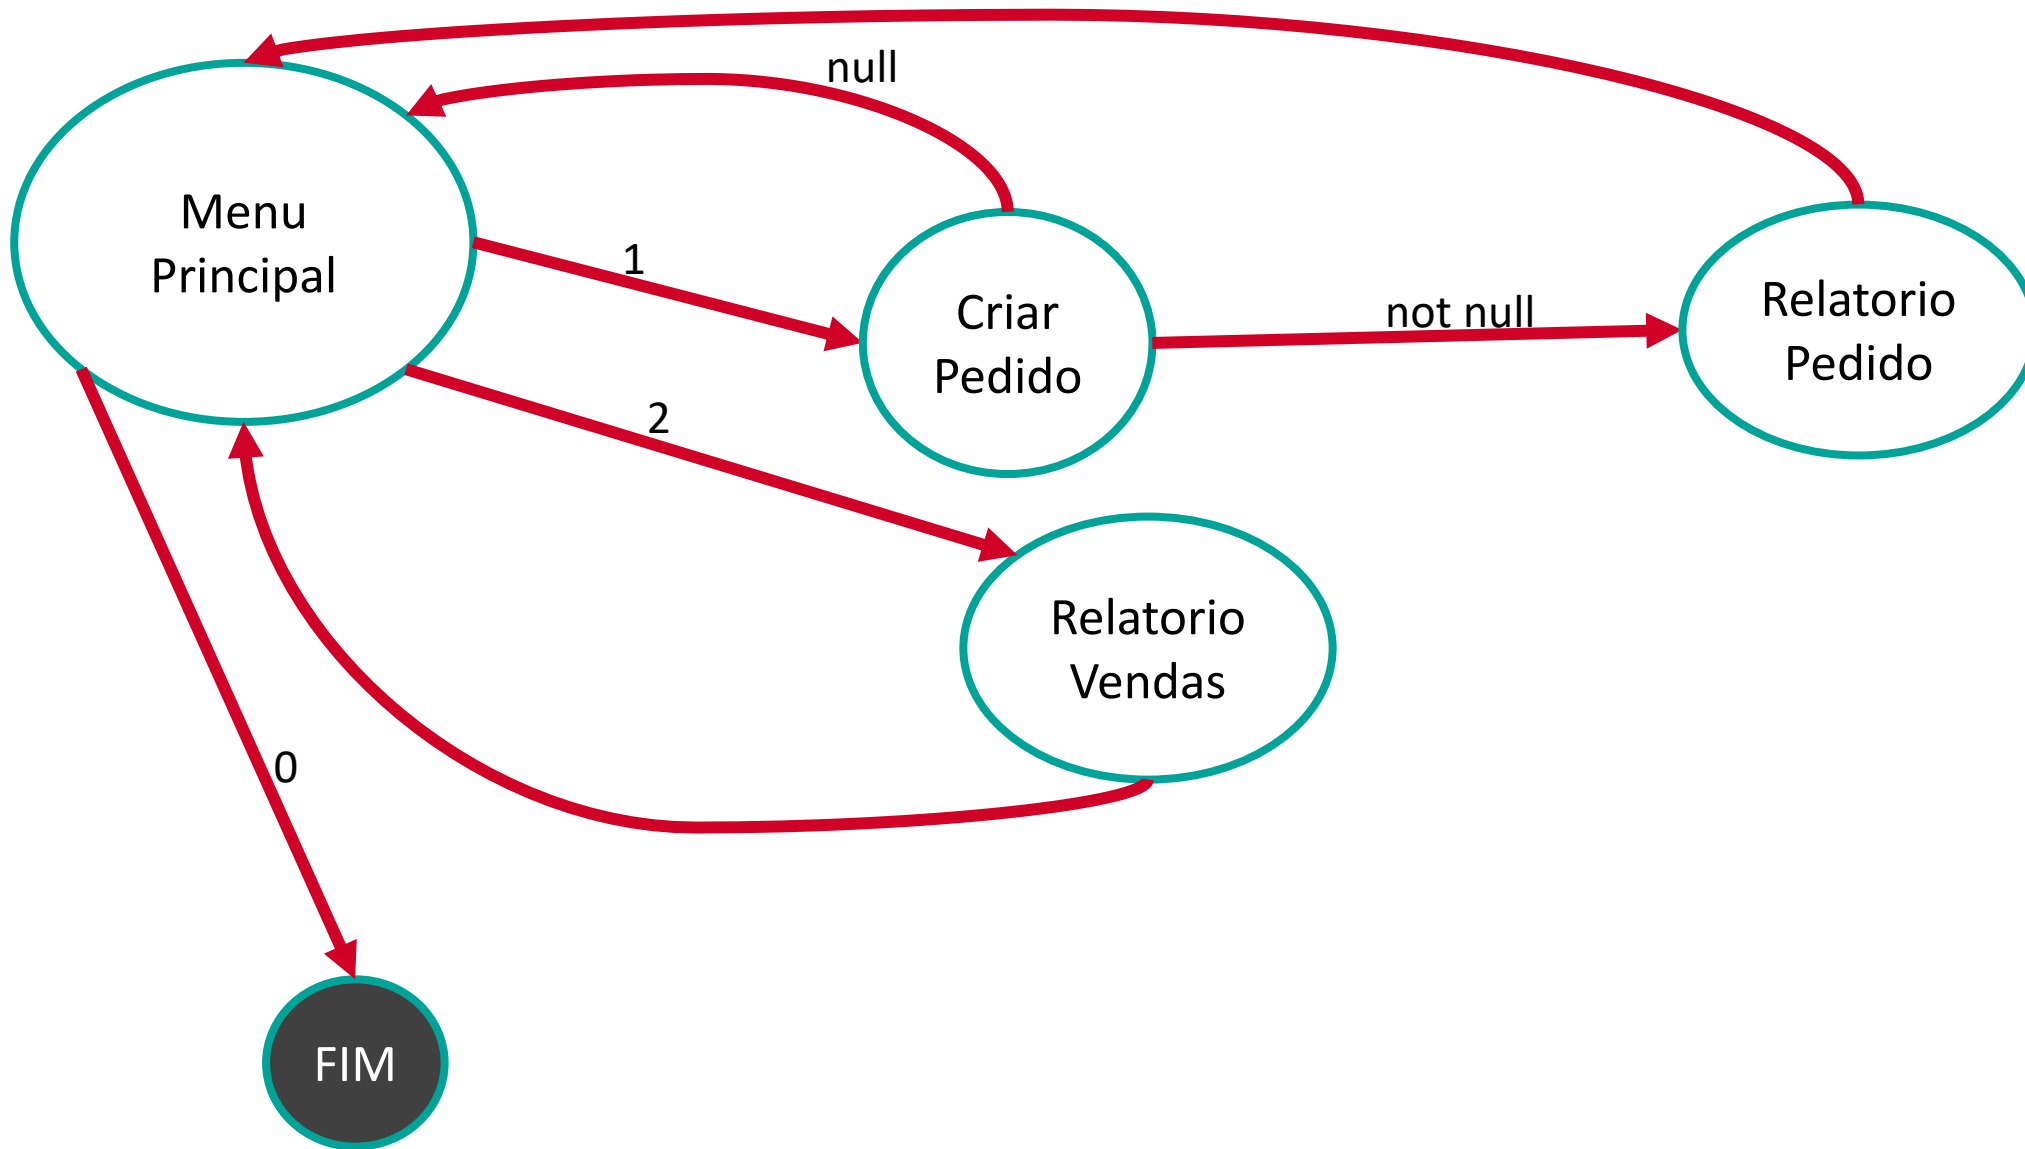 null
Menu
Principal
1
Criar
Pedido
not null
Relatorio
Pedido
2
Relatorio
Vendas
0
FIM